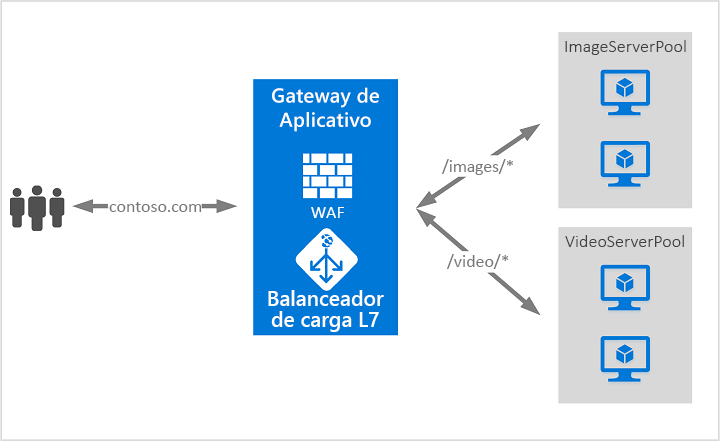 contoso.com
Gateway de
Aplicativo
WAF
Balanceador
de carga L7
/images/*
/video/*
ImageServerPool
VideoServerPool